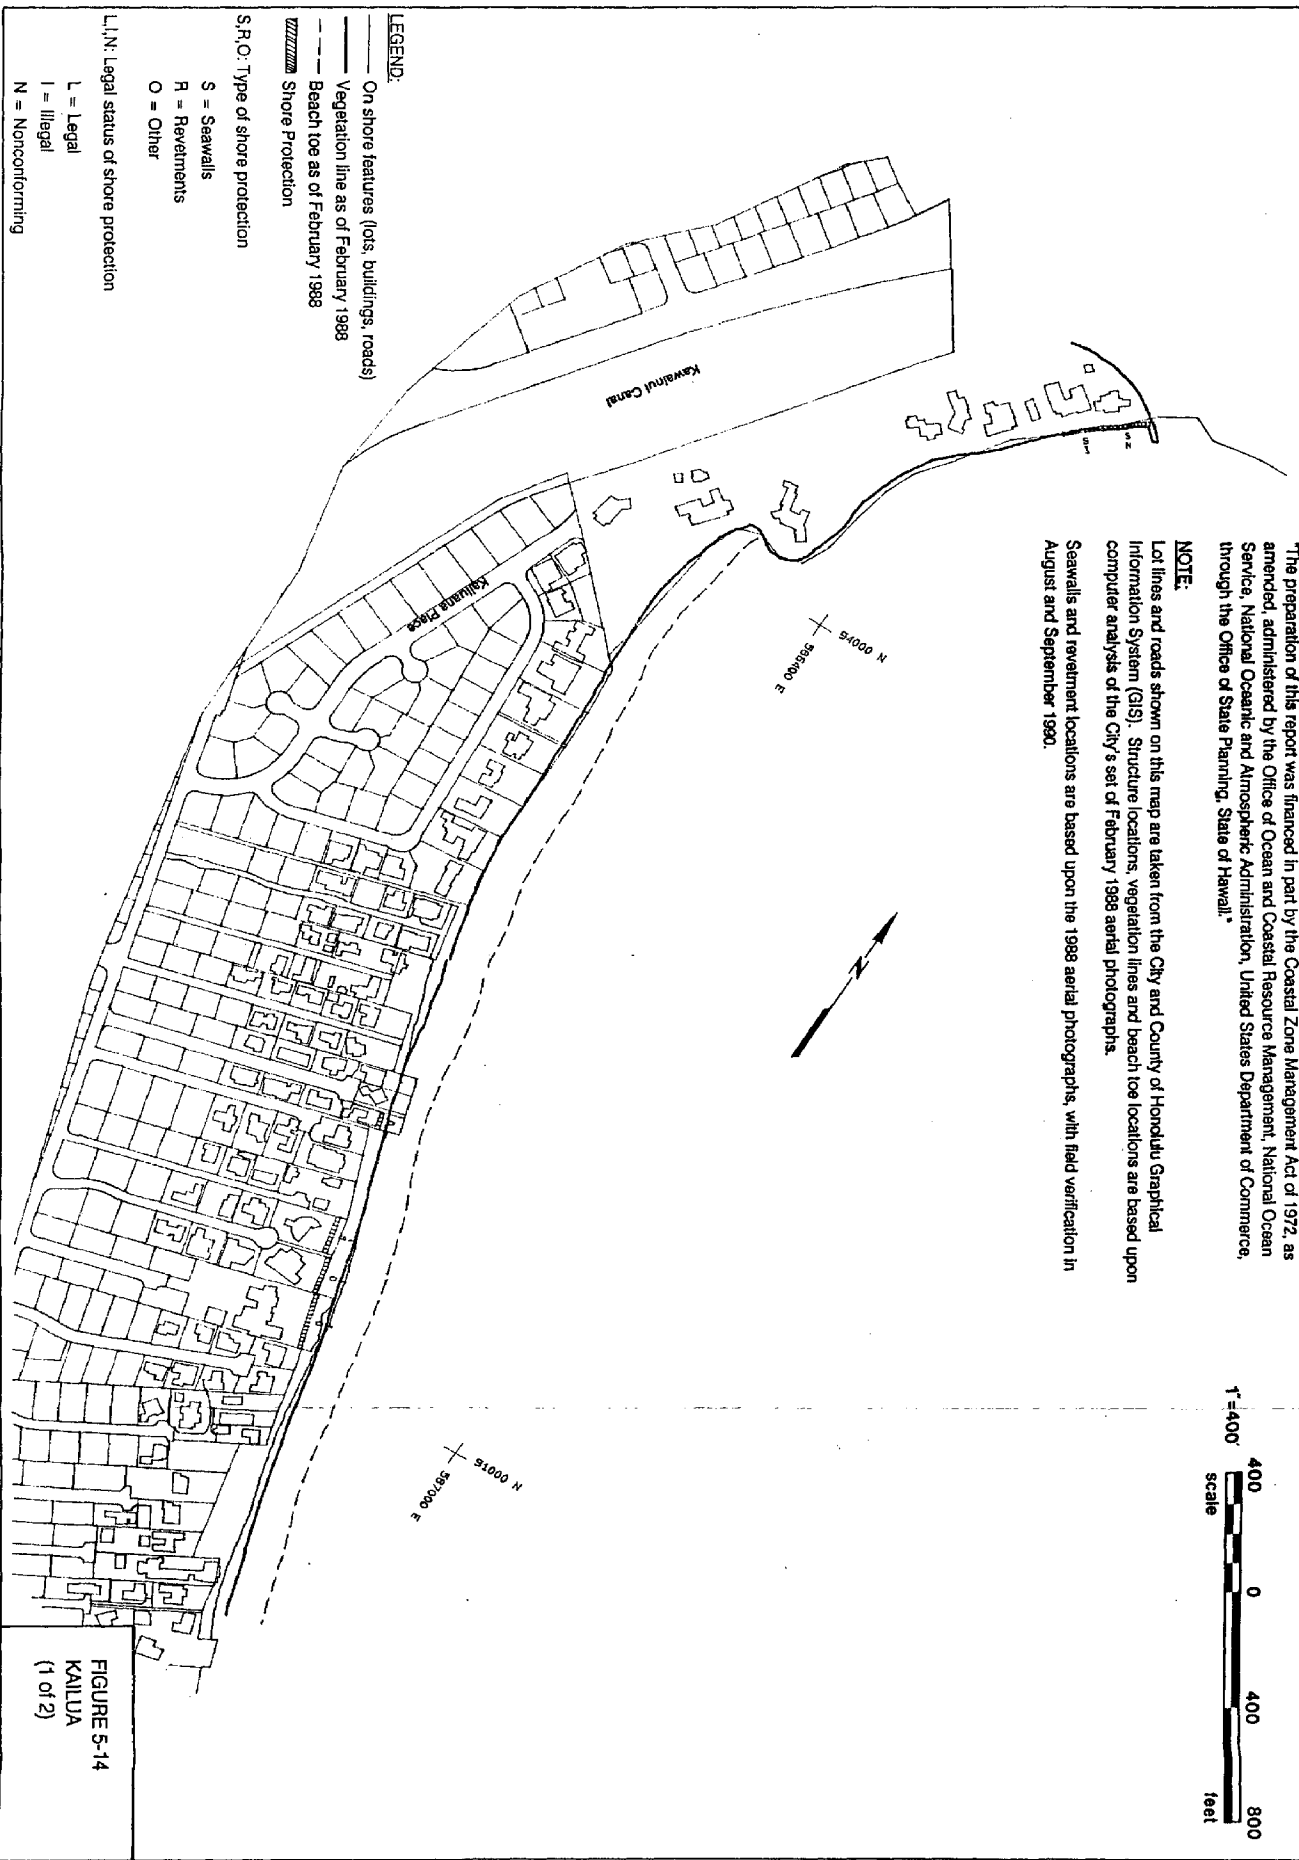 "The preparation of this report was financed in part by the Coastal Zone Management Act of 1972, as
amended, administered by the Office of Ocean and Coastal Resource Management, National Ocean
Service, National Oceanic and Atmospheric Administration, United States Department of Commerce,
through the Office of State Planning, State of Hawaii."
NOTE:
Lot lines and roads shown on this map are taken from the City and County of Honolulu Graphical
Information System (GIS). Structure locations, vegetation lines and beach toe locations are based upon
computer analysis of the City's set of February 1988 aerial photographs.
Seawalls and revetment locations are based upon the 1988 aerial photographs, with field verification in
August and September 1990.
1"=400'
400 0 400 800
scale feet
LEGEND:
On shore features (lots, buildings, roads)
Vegetation line as of February 1988
Beach toe as of February 1988
Shore Protection
S,R,O: Type of shore protection
S = Seawalls
R = Revetments
O = Other
L,I,N: Legal status of shore protection
L = Legal
I = Illegal
N = Nonconforming
Kawainui Canal
Kailuana Place
SN
SI
54000 N
565400 E
N
51000 N
567000 E
FIGURE 5-14
KAILUA
(1 of 2)